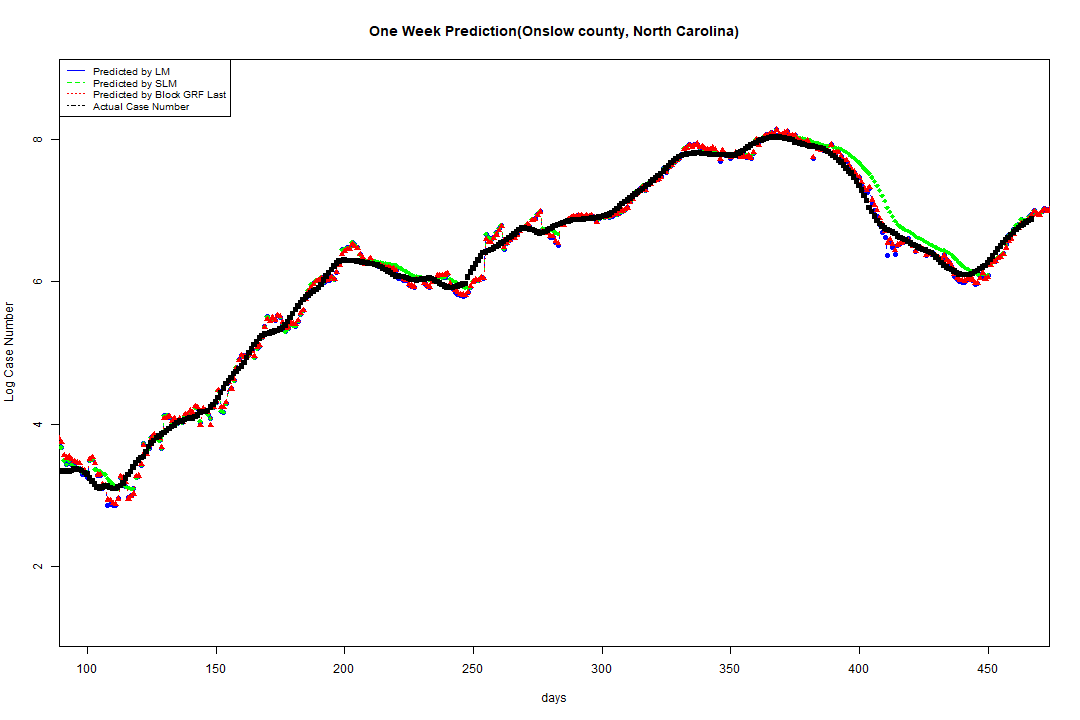 One Week Prediction(Onslow county, North Carolina)
Predicted by LM
Predicted by SLM
Predicted by Block GRF Last
Actual Case Number
Log Case Number
8
6
4
2
100 150 200 250 300 350 400 450
days